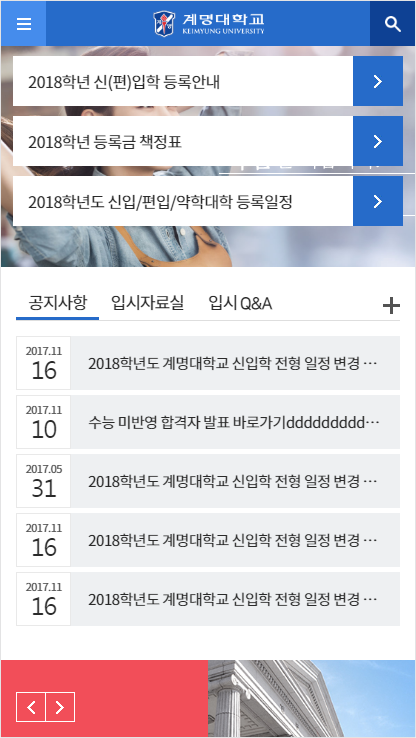 계명대학교
KEIMYUNG UNIVERSITY
2018학년 신(편)입학 등록안내
2018학년 등록금 책정표
2018학년도 신입/편입/약학대학 등록일정
공지사항 입시자료실 입시 Q&A
2017.11
16
2018학년도 계명대학교 신입학 전형 일정 변경 ⋯
2017.11
10
수능 미반영 합격자 발표 바로가기ddddddddd⋯
2017.05
31
2018학년도 계명대학교 신입학 전형 일정 변경 ⋯
2017.11
16
2018학년도 계명대학교 신입학 전형 일정 변경 ⋯
2017.11
16
2018학년도 계명대학교 신입학 전형 일정 변경 ⋯